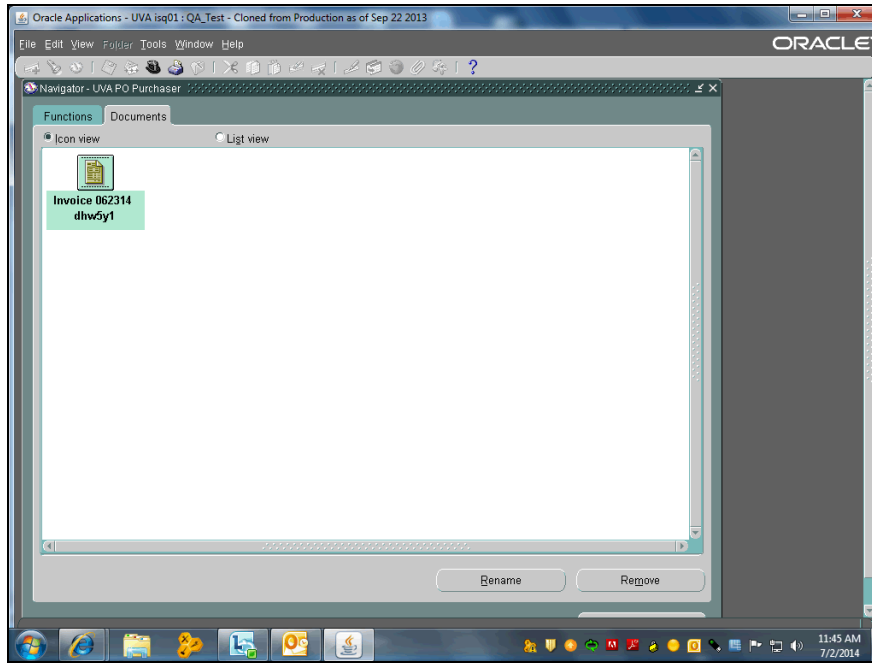 Oracle Applications - UVA isq01 : QA_Test - Cloned from Production as of Sep 22 2013
File Edit View Folder Tools Window Help
ORACLE
Navigator - UVA PO Purchaser
Functions Documents
Icon view List view
Invoice 062314
dhw5y1
Rename Remove
11:45 AM
7/2/2014